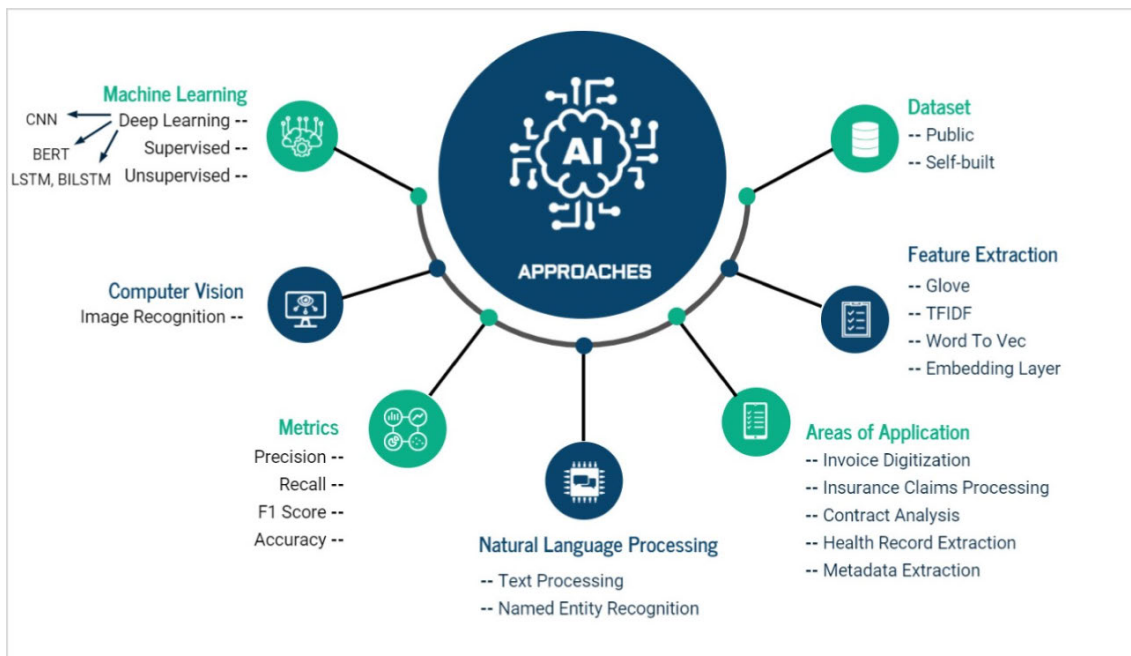 AI
APPROACHES
Machine Learning
Deep Learning --
CNN
BERT
LSTM, BILSTM
Supervised --
Unsupervised --
Computer Vision
Image Recognition --
Metrics
Precision --
Recall --
F1 Score --
Accuracy --
Natural Language Processing
-- Text Processing
-- Named Entity Recognition
Areas of Application
-- Invoice Digitization
-- Insurance Claims Processing
-- Contract Analysis
-- Health Record Extraction
-- Metadata Extraction
Feature Extraction
-- Glove
-- TFIDF
-- Word To Vec
-- Embedding Layer
Dataset
-- Public
-- Self-built